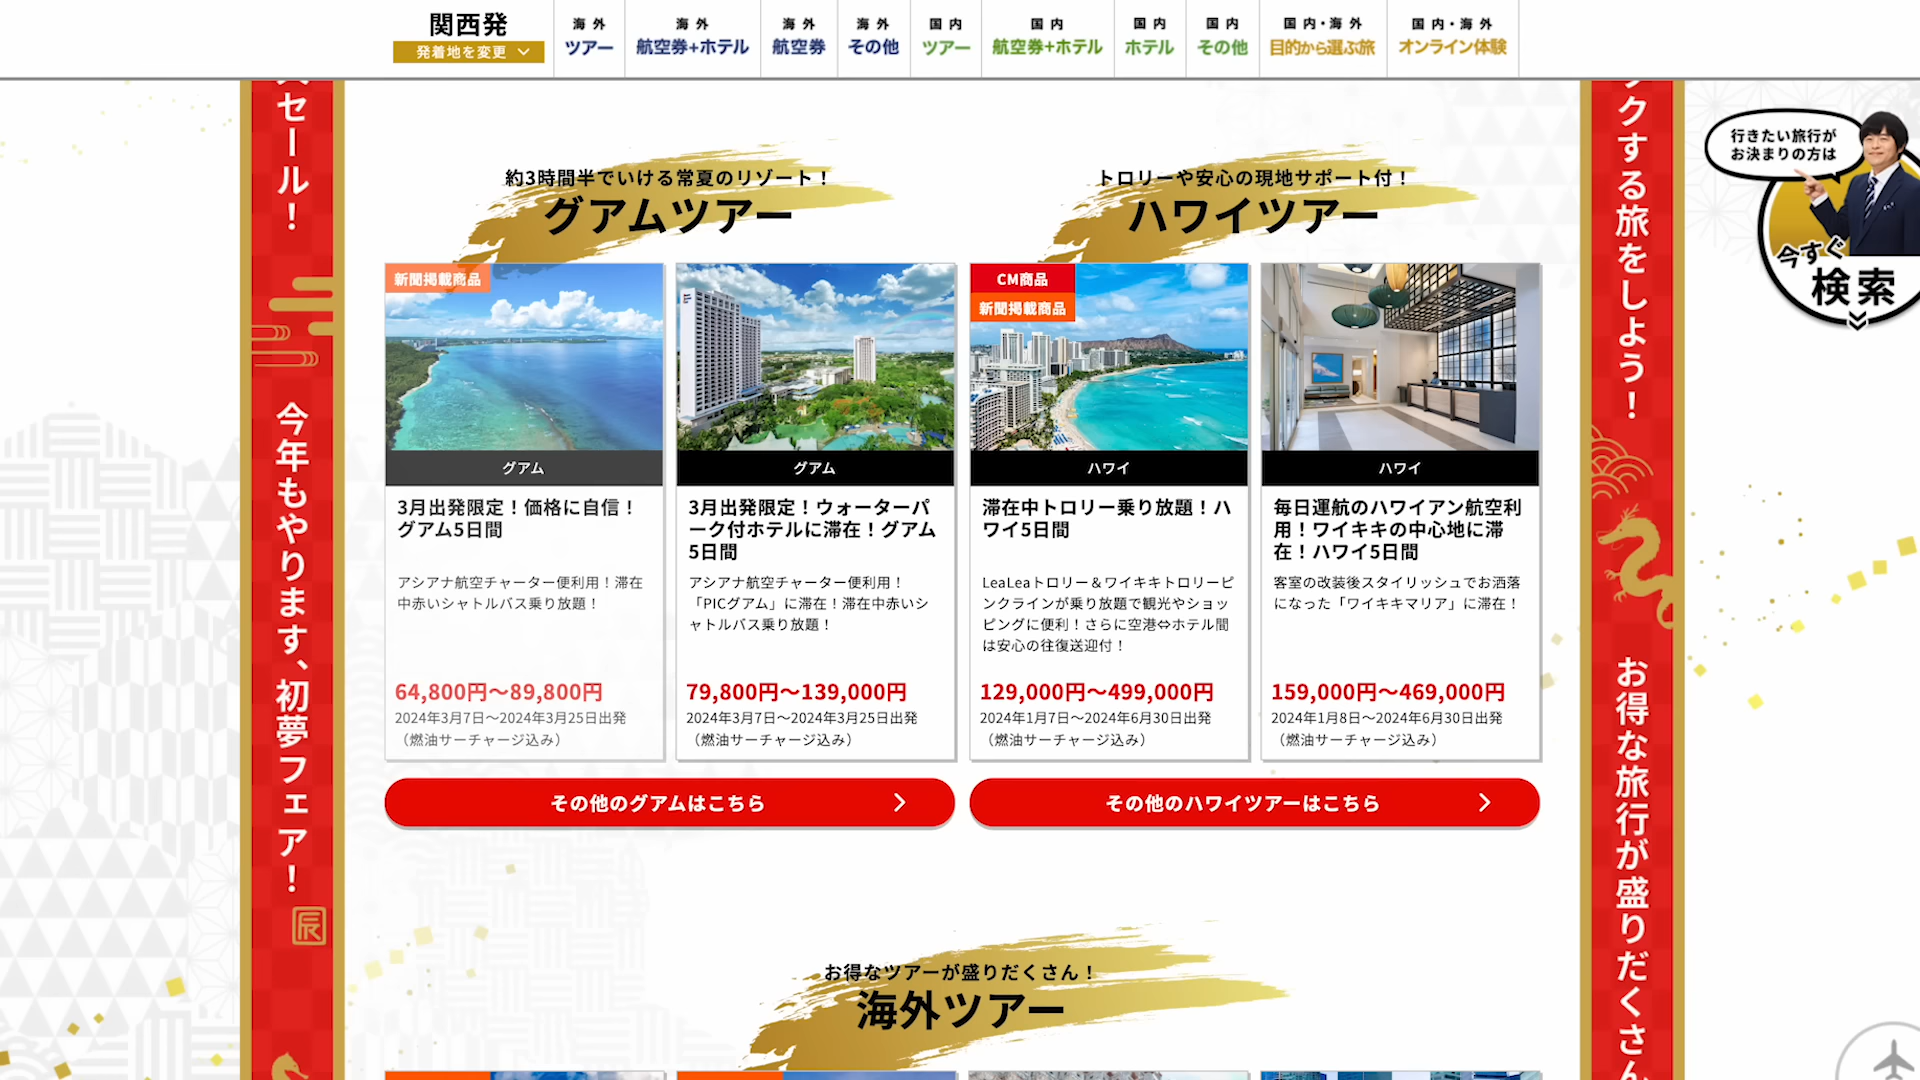 関西発
発着地を変更
海外
ツアー
海外
航空券+ホテル
海外
航空券
海外
その他
国内
ツアー
国内
航空券+ホテル
国内
ホテル
国内
その他
国内・海外
目的から選ぶ旅
国内・海外
オンライン体験
セール！
今年もやります、初夢フェア！
辰
クする旅をしよう！
お得な旅行が盛りだくさん
行きたい旅行が
お決まりの方は
今すぐ
検索
約3時間半でいける常夏のリゾート！
グアムツアー
新聞掲載商品
グアム
3月出発限定！価格に自信！
グアム5日間
アシアナ航空チャーター便利用！滞在
中赤いシャトルバス乗り放題！
64,800円～89,800円
2024年3月7日～2024年3月25日出発
（燃油サーチャージ込み）
グアム
3月出発限定！ウォーターパ
ーク付ホテルに滞在！グアム
5日間
アシアナ航空チャーター便利用！
「PICグアム」に滞在！滞在中赤いシ
ャトルバス乗り放題！
79,800円～139,000円
2024年3月7日～2024年3月25日出発
（燃油サーチャージ込み）
その他のグアムはこちら
トロリーや安心の現地サポート付！
ハワイツアー
CM商品
新聞掲載商品
ハワイ
滞在中トロリー乗り放題！ハ
ワイ5日間
LeaLeaトロリー＆ワイキキトロリーピ
ンクラインが乗り放題で観光やショッ
ピングに便利！さらに空港⇔ホテル間
は安心の往復送迎付！
129,000円～499,000円
2024年1月7日～2024年6月30日出発
（燃油サーチャージ込み）
ハワイ
毎日運航のハワイアン航空利
用！ワイキキの中心地に滞
在！ハワイ5日間
客室の改装後スタイリッシュでお洒落
になった「ワイキキマリア」に滞在！
159,000円～469,000円
2024年1月8日～2024年6月30日出発
（燃油サーチャージ込み）
その他のハワイツアーはこちら
お得なツアーが盛りだくさん！
海外ツアー